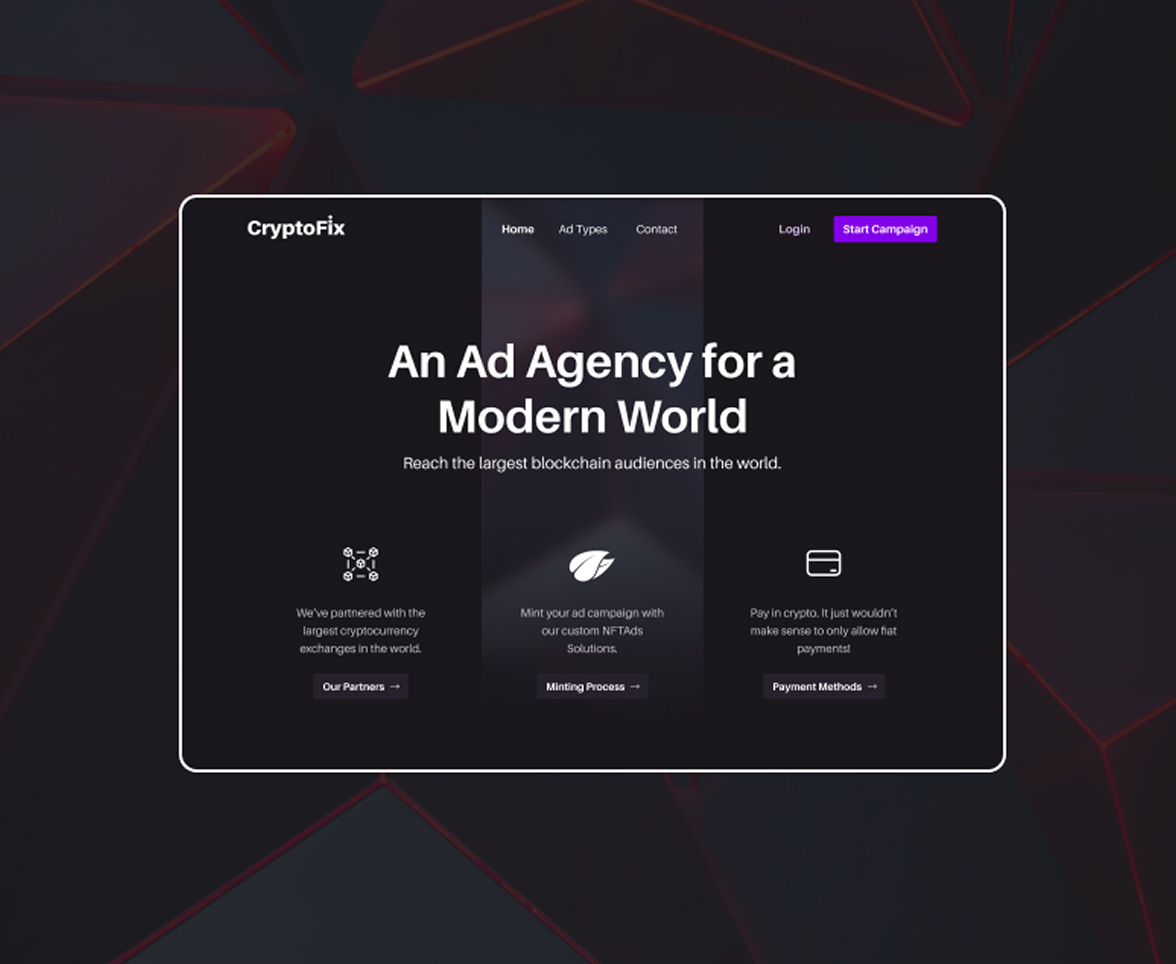 CryptoFix
Home
Ad Types
Contact
Login
Start Campaign
An Ad Agency for a
Modern World
Reach the largest blockchain audiences in the world.
We've partnered with the
largest cryptocurrency
exchanges in the world.
Our Partners →
Mint your ad campaign with
our custom NFTAds
Solutions.
Minting Process →
Pay in crypto. It just wouldn't
make sense to only allow fiat
payments!
Payment Methods →